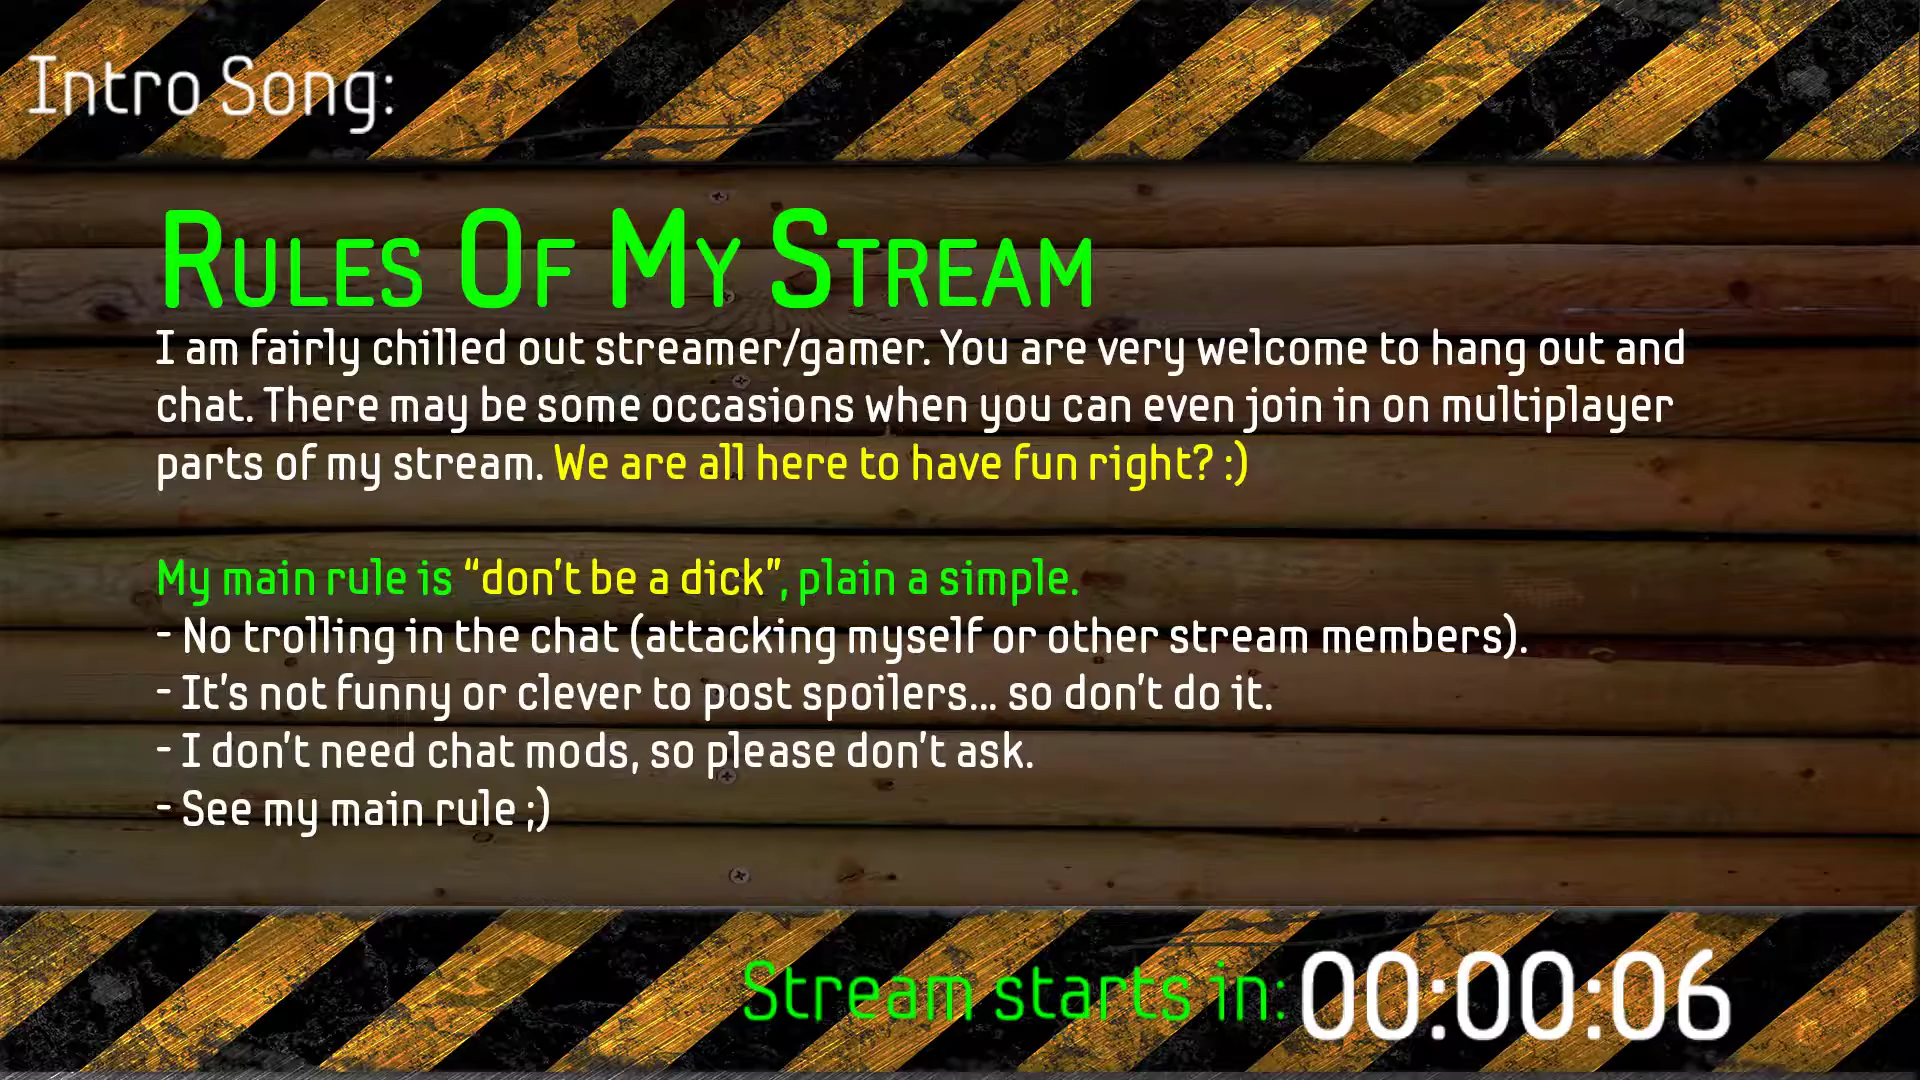 Intro Song:
Rules Of My Stream
I am fairly chilled out streamer/gamer. You are very welcome to hang out and
chat. There may be some occasions when you can even join in on multiplayer
parts of my stream. We are all here to have fun right? :)
My main rule is “don't be a dick”, plain a simple.
- No trolling in the chat (attacking myself or other stream members).
- It's not funny or clever to post spoilers... so don't do it.
- I don't need chat mods, so please don't ask.
- See my main rule ;)
Stream starts in: 00:00:06